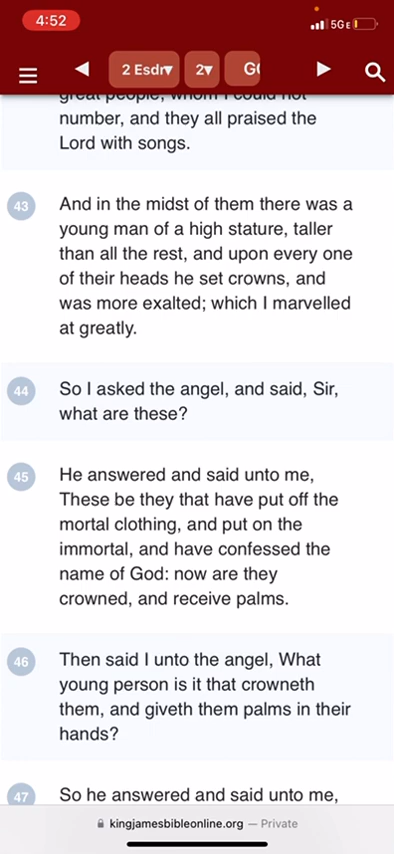 4:52
5GE
2 Esdr▾ 2▾ G
great people, whom I could not
number, and they all praised the
Lord with songs.
43 And in the midst of them there was a
young man of a high stature, taller
than all the rest, and upon every one
of their heads he set crowns, and
was more exalted; which I marvelled
at greatly.
44 So I asked the angel, and said, Sir,
what are these?
45 He answered and said unto me,
These be they that have put off the
mortal clothing, and put on the
immortal, and have confessed the
name of God: now are they
crowned, and receive palms.
46 Then said I unto the angel, What
young person is it that crowneth
them, and giveth them palms in their
hands?
47 So he answered and said unto me,
kingjamesbibleonline.org — Private